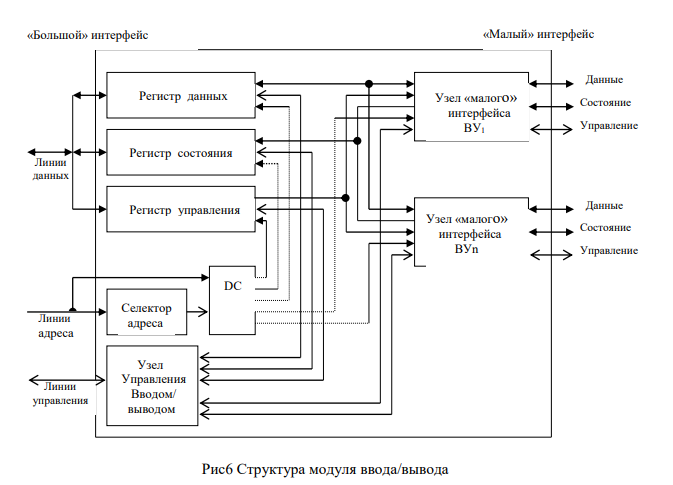 «Большой» интерфейс
«Малый» интерфейс
Регистр данных
Узел «малого»
интерфейса
ВУ1
Данные
Состояние
Управление
Регистр состояния
Линии
данных
Регистр управления
Узел «малого»
интерфейса
ВУn
Данные
Состояние
Управление
DC
Селектор
адреса
Линии
адреса
Узел
Управления
Вводом/
выводом
Линии
управления
Рис6 Структура модуля ввода/вывода